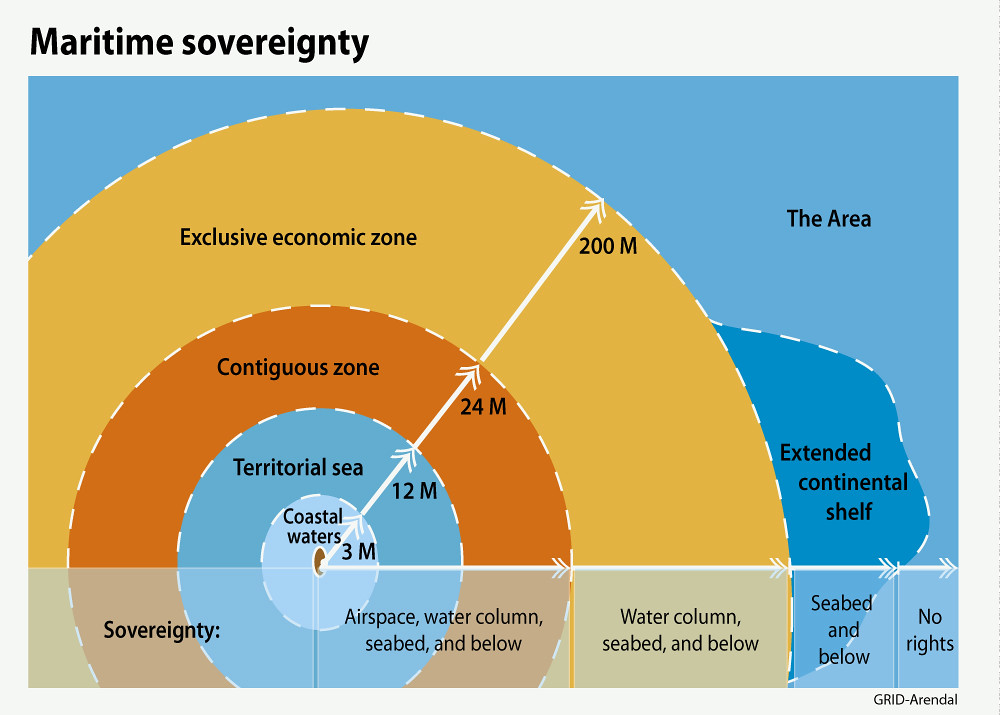 Maritime sovereignty
The Area
Exclusive economic zone
200 M
Contiguous zone
24 M
Territorial sea
12 M
Extended
continental
shelf
Coastal
waters
3 M
Sovereignty:
Airspace, water column,
seabed, and below
Water column,
seabed, and below
Seabed
and
below
No
rights
GRID-Arendal